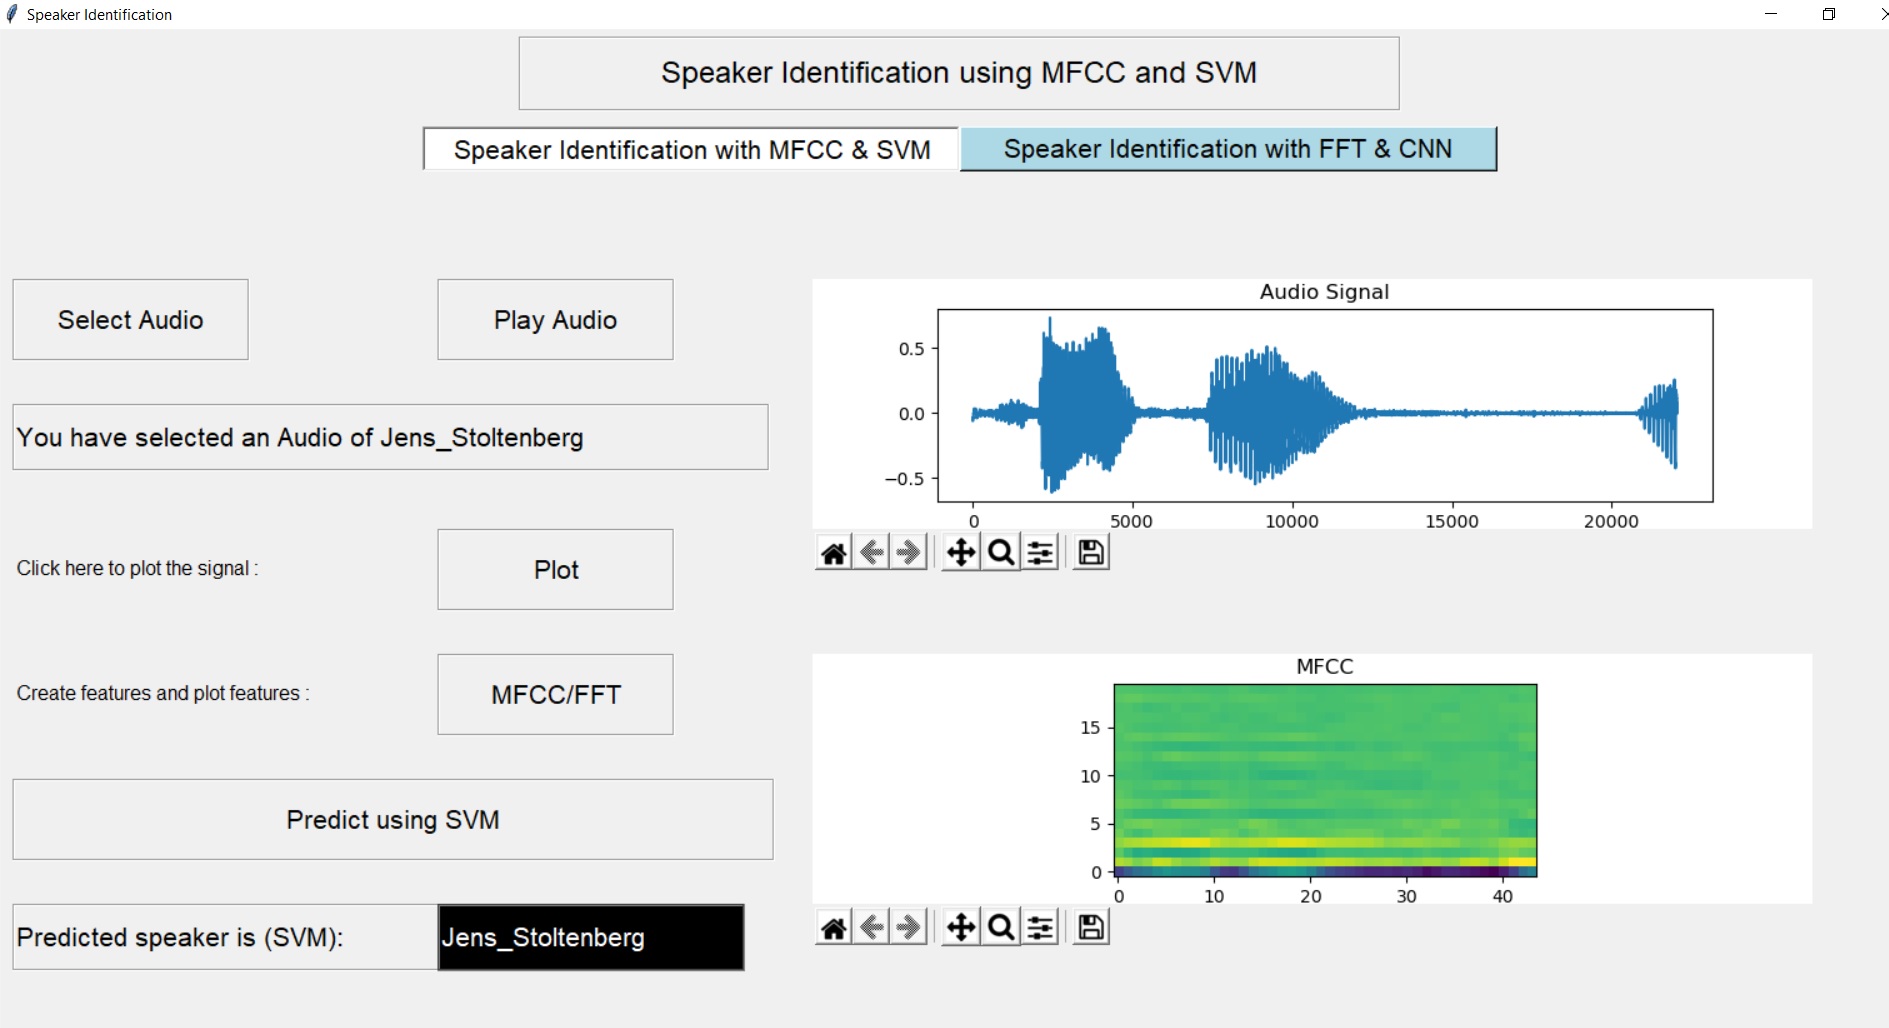 Speaker Identification
Speaker Identification using MFCC and SVM
Speaker Identification with MFCC & SVM
Speaker Identification with FFT & CNN
Select Audio
Play Audio
You have selected an Audio of Jens_Stoltenberg
Click here to plot the signal :
Plot
Create features and plot features :
MFCC/FFT
Predict using SVM
Predicted speaker is (SVM):
Jens_Stoltenberg
Audio Signal
0.5
0.0
−0.5
0 5000 10000 15000 20000
MFCC
15
10
5
0
0 10 20 30 40